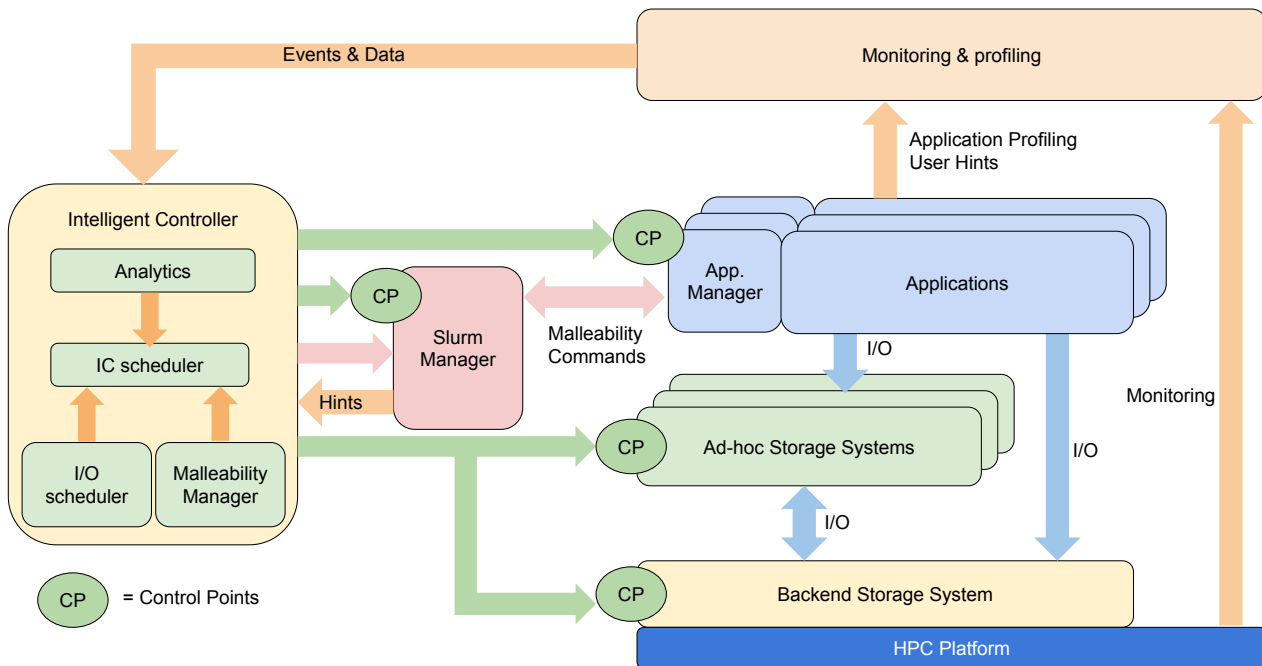 Events & Data
Monitoring & profiling
Application Profiling
User Hints
Intelligent Controller
Analytics
IC scheduler
I/O
scheduler
Malleability
Manager
CP
CP
Slurm
Manager
Hints
Malleability
Commands
App.
Manager
Applications
I/O
I/O
Monitoring
CP
Ad-hoc Storage Systems
I/O
CP
Backend Storage System
HPC Platform
CP
= Control Points